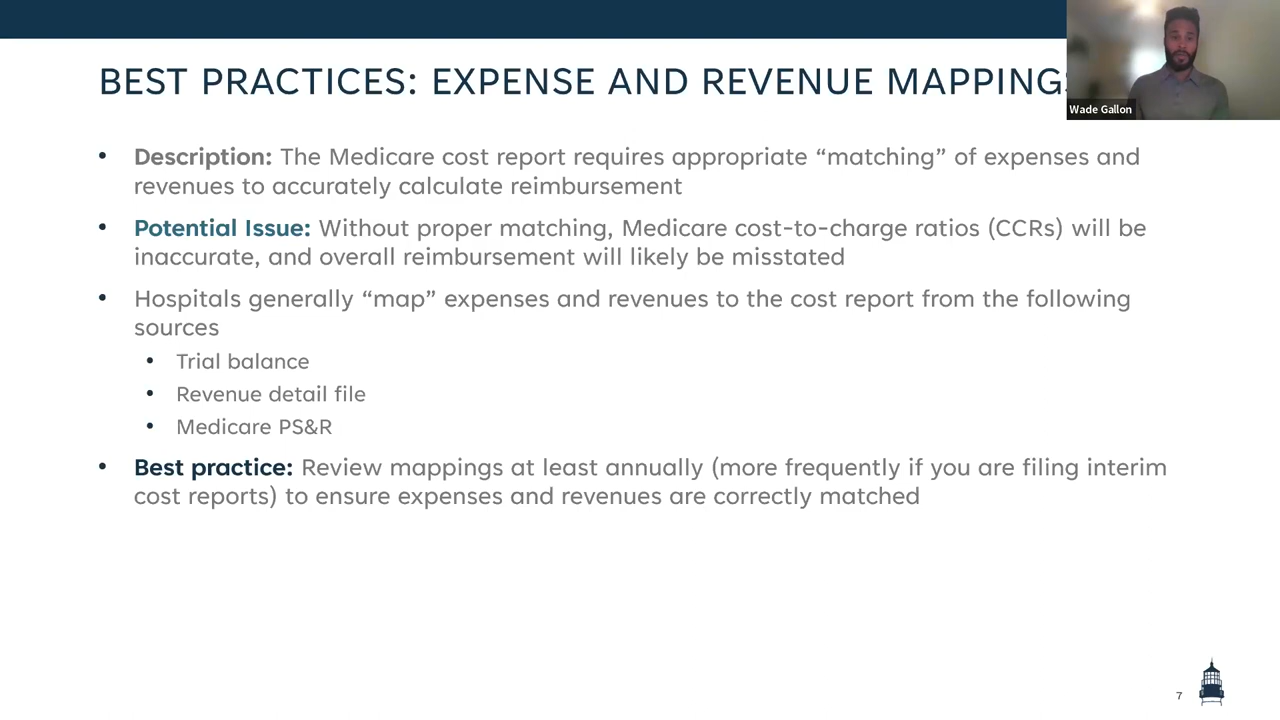 BEST PRACTICES: EXPENSE AND REVENUE MAPPINGS
Wade Gallon
• Description: The Medicare cost report requires appropriate “matching” of expenses and
revenues to accurately calculate reimbursement
• Potential Issue: Without proper matching, Medicare cost-to-charge ratios (CCRs) will be
inaccurate, and overall reimbursement will likely be misstated
• Hospitals generally “map” expenses and revenues to the cost report from the following
sources
• Trial balance
• Revenue detail file
• Medicare PS&R
• Best practice: Review mappings at least annually (more frequently if you are filing interim
cost reports) to ensure expenses and revenues are correctly matched
7